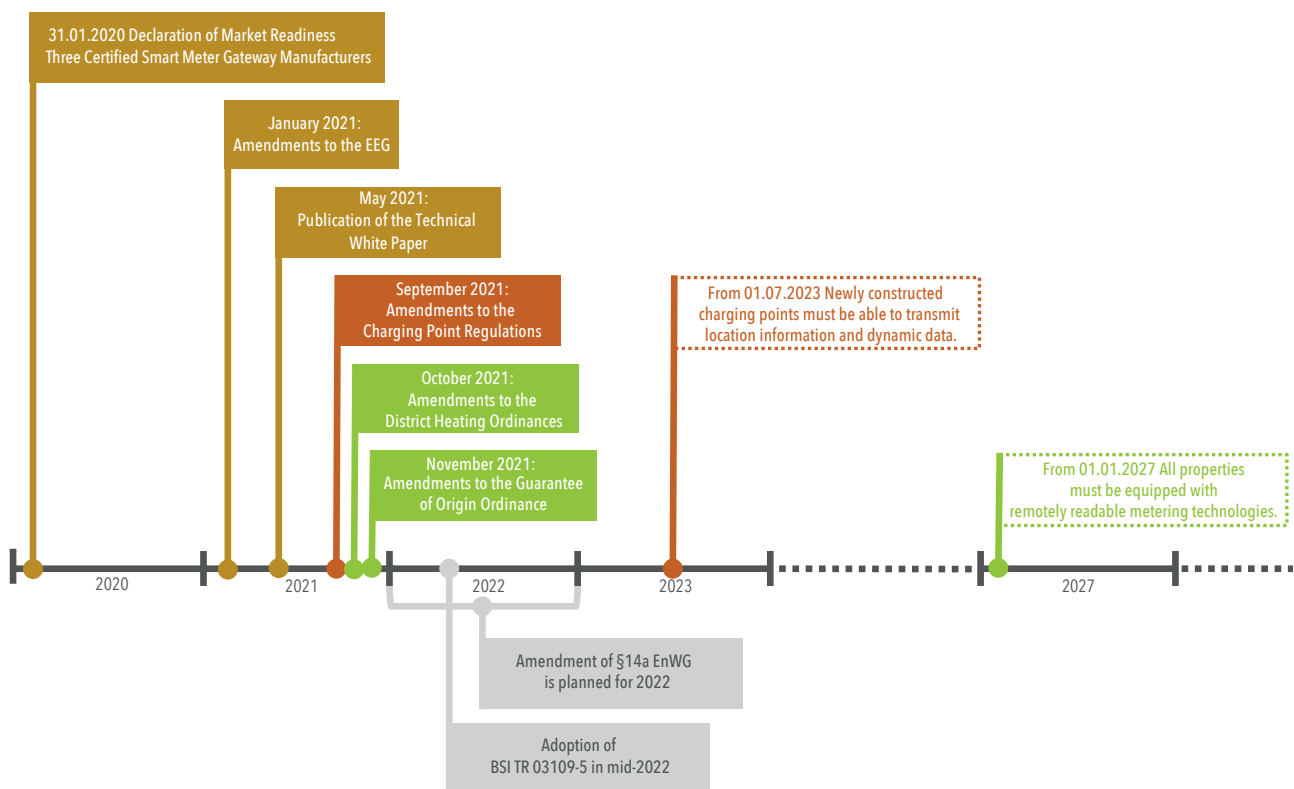 31.01.2020 Declaration of Market Readiness
Three Certified Smart Meter Gateway Manufacturers
January 2021:
Amendments to the EEG
May 2021:
Publication of the Technical
White Paper
September 2021:
Amendments to the
Charging Point Regulations
From 01.07.2023 Newly constructed
charging points must be able to transmit
location information and dynamic data.
October 2021:
Amendments to the
District Heating Ordinances
November 2021:
Amendments to the Guarantee
of Origin Ordinance
From 01.01.2027 All properties
must be equipped with
remotely readable metering technologies.
2020
2021
2022
2023
2027
Amendment of §14a EnWG
is planned for 2022
Adoption of
BSI TR 03109-5 in mid-2022